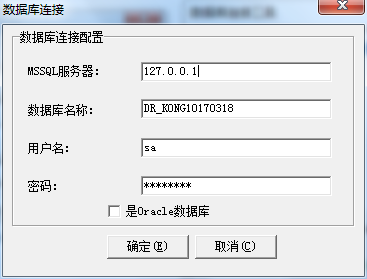 数据库连接
数据库连接配置
MSSQL服务器： 127.0.0.1
数据库名称： DR_KONG10170318
用户名： sa
密码： ********
是Oracle数据库
确定(E) 取消(C)